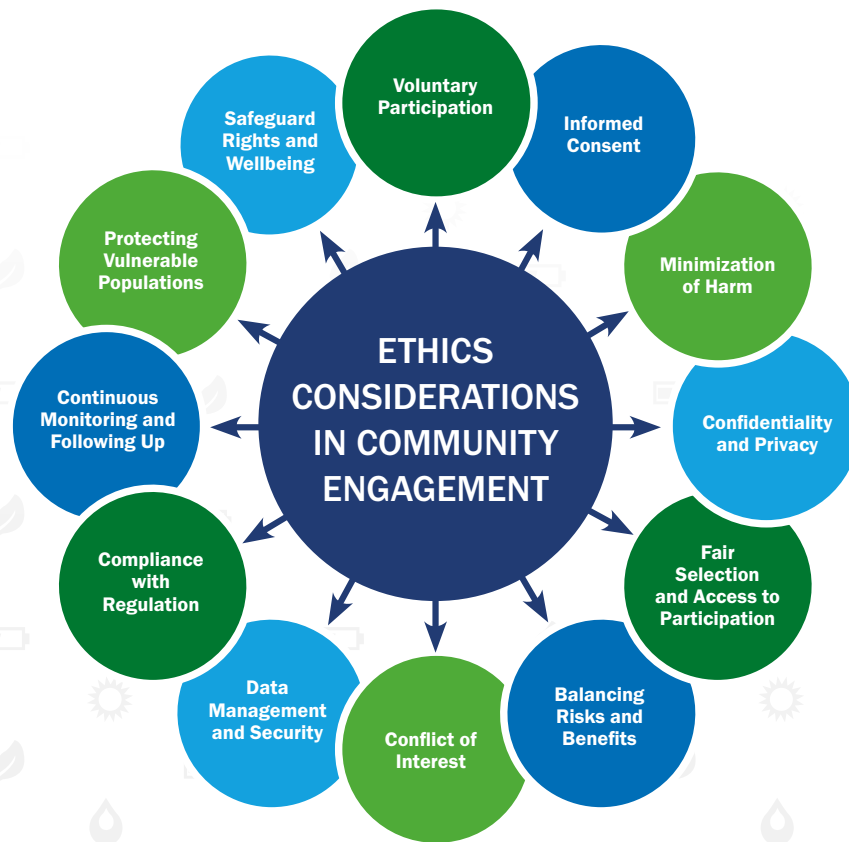 ETHICS
CONSIDERATIONS
IN COMMUNITY
ENGAGEMENT
Voluntary
Participation
Informed
Consent
Minimization
of Harm
Confidentiality
and Privacy
Fair
Selection
and Access to
Participation
Balancing
Risks and
Benefits
Conflict of
Interest
Data
Management
and Security
Compliance
with
Regulation
Continuous
Monitoring and
Following Up
Protecting
Vulnerable
Populations
Safeguard
Rights and
Wellbeing